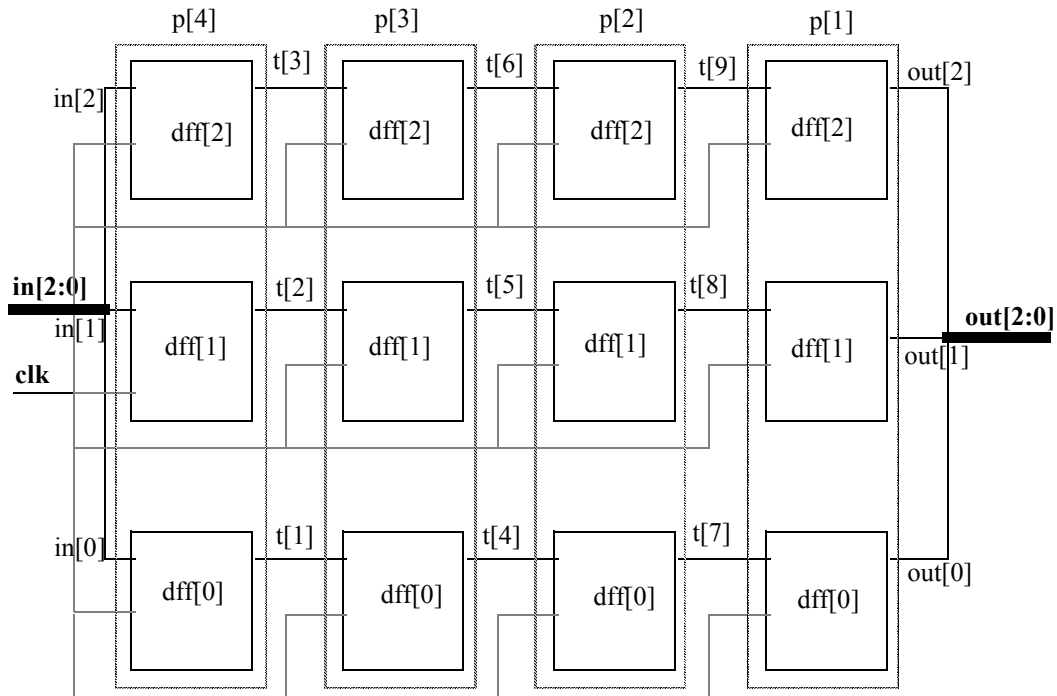 p[4] p[3] p[2] p[1]
t[3] t[6] t[9] out[2]
in[2]
dff[2] dff[2] dff[2] dff[2]
in[2:0] t[2] t[5] t[8] out[2:0]
in[1] dff[1] dff[1] dff[1] dff[1] out[1]
clk
in[0] t[1] t[4] t[7] out[0]
dff[0] dff[0] dff[0] dff[0]